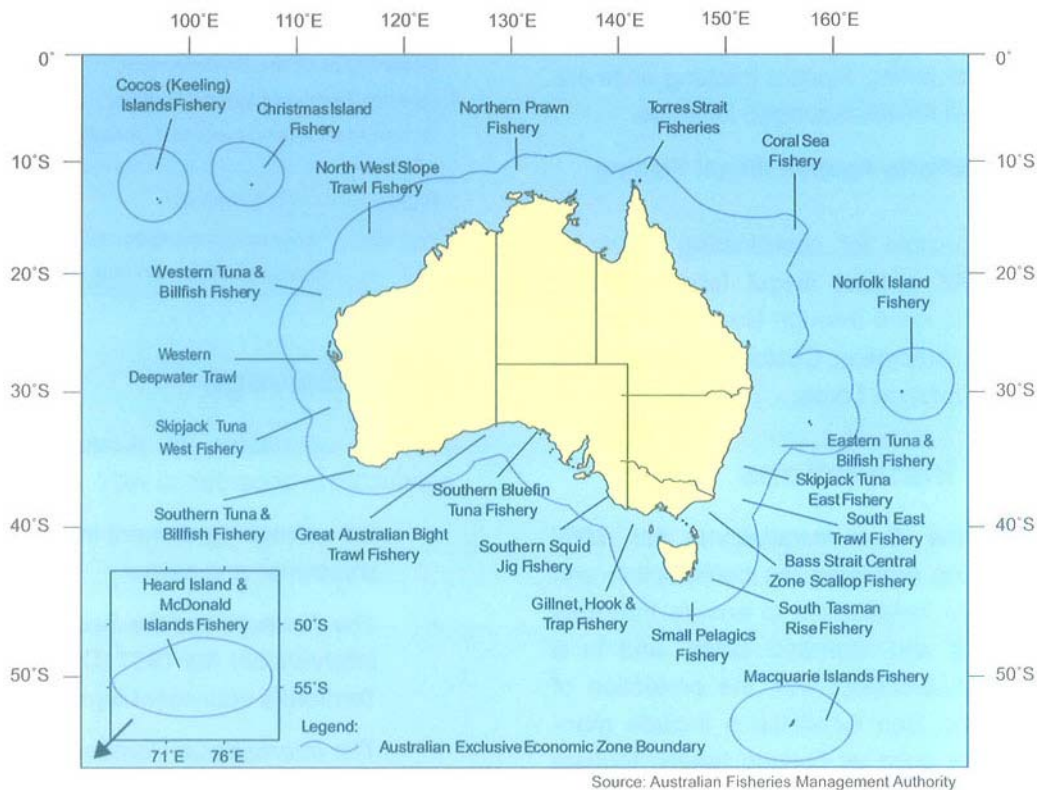 100°E 110°E 120°E 130°E 140°E 150°E 160°E
0°
0°
Cocos (Keeling)
Islands Fishery
Christmas Island
Fishery
Northern Prawn
Fishery
Torres Strait
Fisheries
Coral Sea
Fishery
10°S
10°S
North West Slope
Trawl Fishery
20°S
20°S
Western Tuna &
Billfish Fishery
Norfolk Island
Fishery
Western
Deepwater Trawl
30°S
30°S
Skipjack Tuna
West Fishery
Eastern Tuna &
Bilfish Fishery
Skipjack Tuna
East Fishery
Southern Bluefin
Tuna Fishery
Southern Tuna &
Billfish Fishery
Great Australian Bight
Trawl Fishery
South East
Trawl Fishery
40°S
40°S
Southern Squid
Jig Fishery
Bass Strait Central
Zone Scallop Fishery
Gillnet, Hook &
Trap Fishery
South Tasman
Rise Fishery
Small Pelagics
Fishery
Heard Island &
McDonald
Islands Fishery
50°S
55°S
71°E 76°E
50°S
50°S
Macquarie Islands Fishery
Legend:
Australian Exclusive Economic Zone Boundary
Source: Australian Fisheries Management Authority